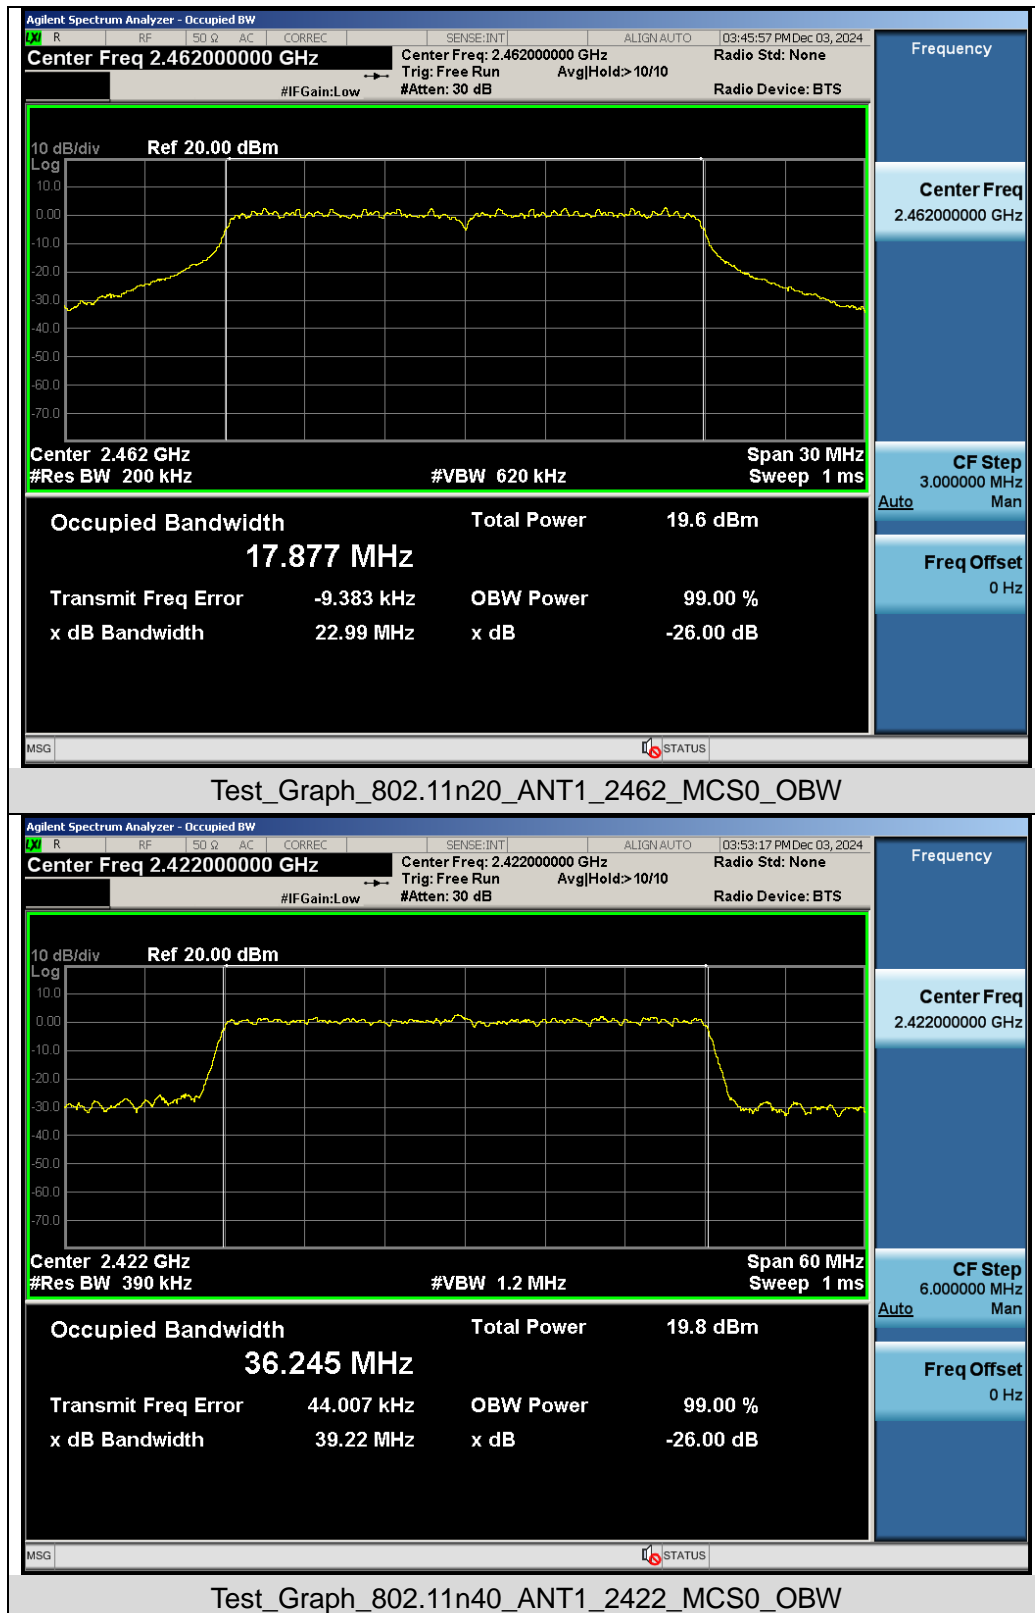 Agilent Spectrum Analyzer - Occupied BW
LXI R RF 50 Ω AC CORREC SENSE:INT ALIGN AUTO 03:45:57 PM Dec 03, 2024
Center Freq 2.462000000 GHz Center Freq: 2.462000000 GHz Radio Std: None Frequency
Trig: Free Run Avg|Hold:> 10/10
#IFGain:Low #Atten: 30 dB Radio Device: BTS
10 dB/div Ref 20.00 dBm
Log
10.0
0.00
-10.0
-20.0
-30.0
-40.0
-50.0
-60.0
-70.0
Center Freq
2.462000000 GHz
Center 2.462 GHz Span 30 MHz
#Res BW 200 kHz #VBW 620 kHz Sweep 1 ms
CF Step
3.000000 MHz
Auto Man
Occupied Bandwidth Total Power 19.6 dBm
17.877 MHz
Transmit Freq Error -9.383 kHz OBW Power 99.00 %
x dB Bandwidth 22.99 MHz x dB -26.00 dB
Freq Offset
0 Hz
MSG STATUS
Test_Graph_802.11n20_ANT1_2462_MCS0_OBW
Agilent Spectrum Analyzer - Occupied BW
LXI R RF 50 Ω AC CORREC SENSE:INT ALIGN AUTO 03:53:17 PM Dec 03, 2024
Center Freq 2.422000000 GHz Center Freq: 2.422000000 GHz Radio Std: None Frequency
Trig: Free Run Avg|Hold:> 10/10
#IFGain:Low #Atten: 30 dB Radio Device: BTS
10 dB/div Ref 20.00 dBm
Log
10.0
0.00
-10.0
-20.0
-30.0
-40.0
-50.0
-60.0
-70.0
Center Freq
2.422000000 GHz
Center 2.422 GHz Span 60 MHz
#Res BW 390 kHz #VBW 1.2 MHz Sweep 1 ms
CF Step
6.000000 MHz
Auto Man
Occupied Bandwidth Total Power 19.8 dBm
36.245 MHz
Transmit Freq Error 44.007 kHz OBW Power 99.00 %
x dB Bandwidth 39.22 MHz x dB -26.00 dB
Freq Offset
0 Hz
MSG STATUS
Test_Graph_802.11n40_ANT1_2422_MCS0_OBW